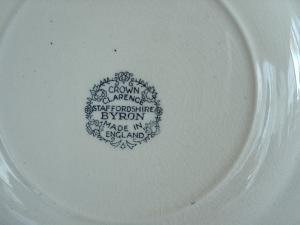 CROWN
CLARENCE
STAFFORDSHIRE
BYRON
MADE IN
ENGLAND